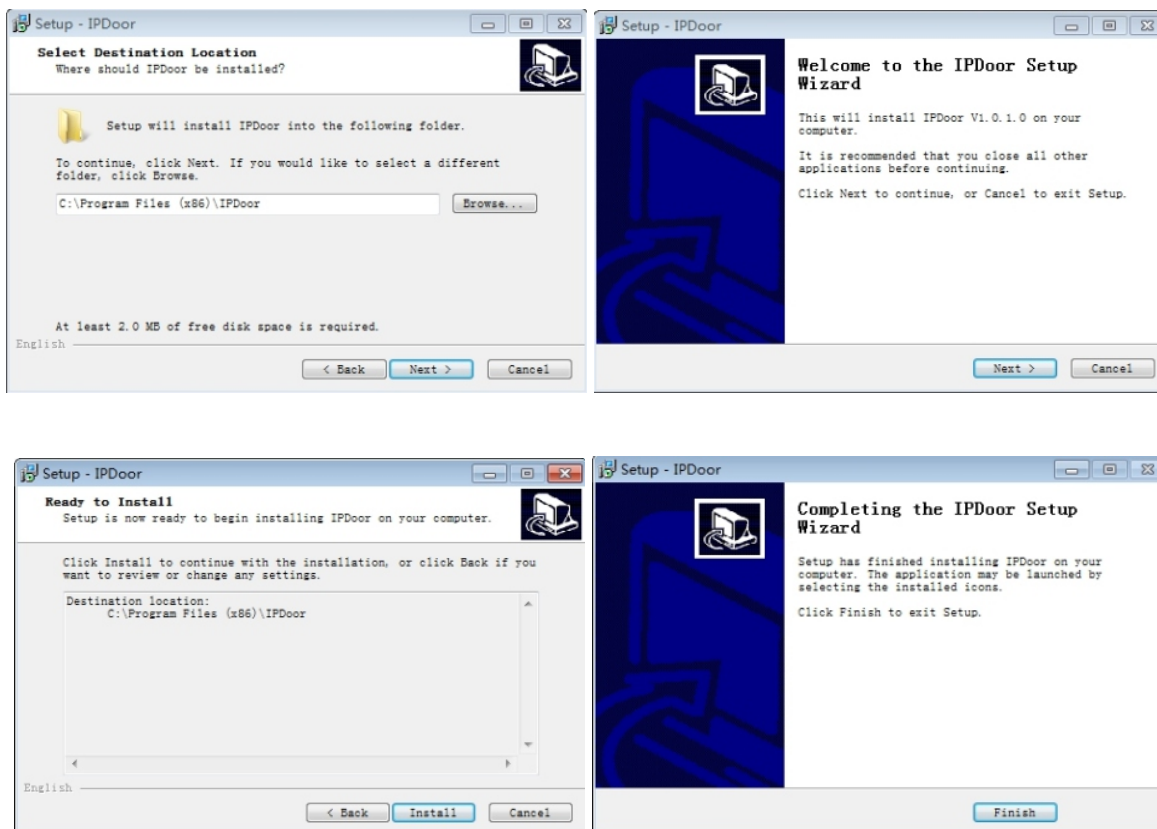 Setup - IPDoor
Select Destination Location
Where should IPDoor be installed?
Setup will install IPDoor into the following folder.
To continue, click Next. If you would like to select a different
folder, click Browse.
C:\Program Files (x86)\IPDoor
Browse...
At least 2.0 MB of free disk space is required.
English
< Back
Next >
Cancel
Setup - IPDoor
Welcome to the IPDoor Setup
Wizard
This will install IPDoor V1.0.1.0 on your
computer.
It is recommended that you close all other
applications before continuing.
Click Next to continue, or Cancel to exit Setup.
Next >
Cancel
Setup - IPDoor
Ready to Install
Setup is now ready to begin installing IPDoor on your computer.
Click Install to continue with the installation, or click Back if you
want to review or change any settings.
Destination location:
C:\Program Files (x86)\IPDoor
English
< Back
Install
Cancel
Setup - IPDoor
Completing the IPDoor Setup
Wizard
Setup has finished installing IPDoor on your
computer. The application may be launched by
selecting the installed icons.
Click Finish to exit Setup.
Finish